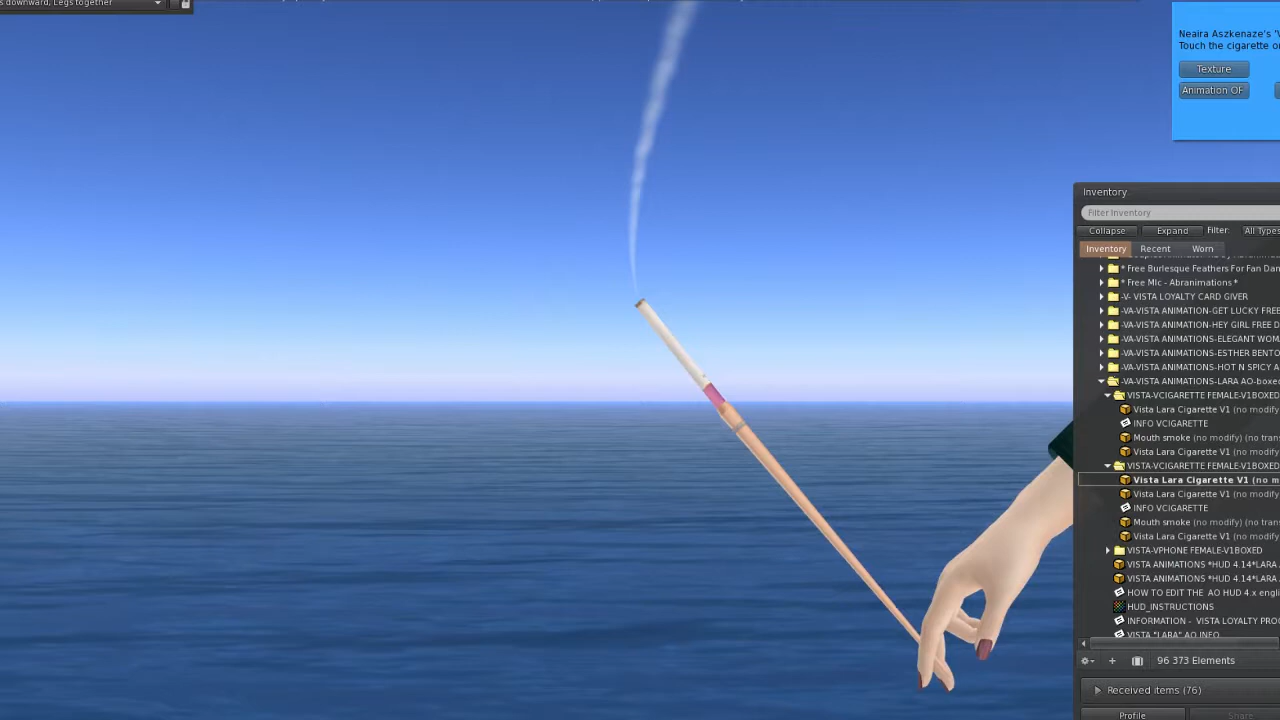 s downward, Legs together
Neaira Aszkenaze's 'V
Touch the cigarette o
Texture
Animation OF
Inventory
Filter Inventory
Collapse Expand Filter: All Types
Inventory Recent Worn
* Free Burlesque Feathers For Fan Dan
* Free MIc - Abranimations *
-V- VISTA LOYALTY CARD GIVER
-VA-VISTA ANIMATION-GET LUCKY FREE
-VA-VISTA ANIMATION-HEY GIRL FREE D
-VA-VISTA ANIMATIONS-ELEGANT WOM
-VA-VISTA ANIMATIONS-ESTHER BENTO
-VA-VISTA ANIMATIONS-HOT N SPICY A
-VA-VISTA ANIMATIONS-LARA AO-boxed
VISTA-VCIGARETTE FEMALE-V1BOXED
Vista Lara Cigarette V1 (no modify
INFO VCIGARETTE
Mouth smoke (no modify) (no tran
Vista Lara Cigarette V1 (no modify
VISTA-VCIGARETTE FEMALE-V1BOXED
Vista Lara Cigarette V1 (no m
Vista Lara Cigarette V1 (no modify
INFO VCIGARETTE
Mouth smoke (no modify) (no trans
Vista Lara Cigarette V1 (no modify
VISTA-VPHONE FEMALE-V1BOXED
VISTA ANIMATIONS *HUD 4.14*LARA
VISTA ANIMATIONS *HUD 4.14*LARA
HOW TO EDIT THE AO HUD 4.x engli
HUD_INSTRUCTIONS
INFORMATION - VISTA LOYALTY PRO
VISTA "LARA" AO INFO
96 373 Elements
Received items (76)
Profile Share